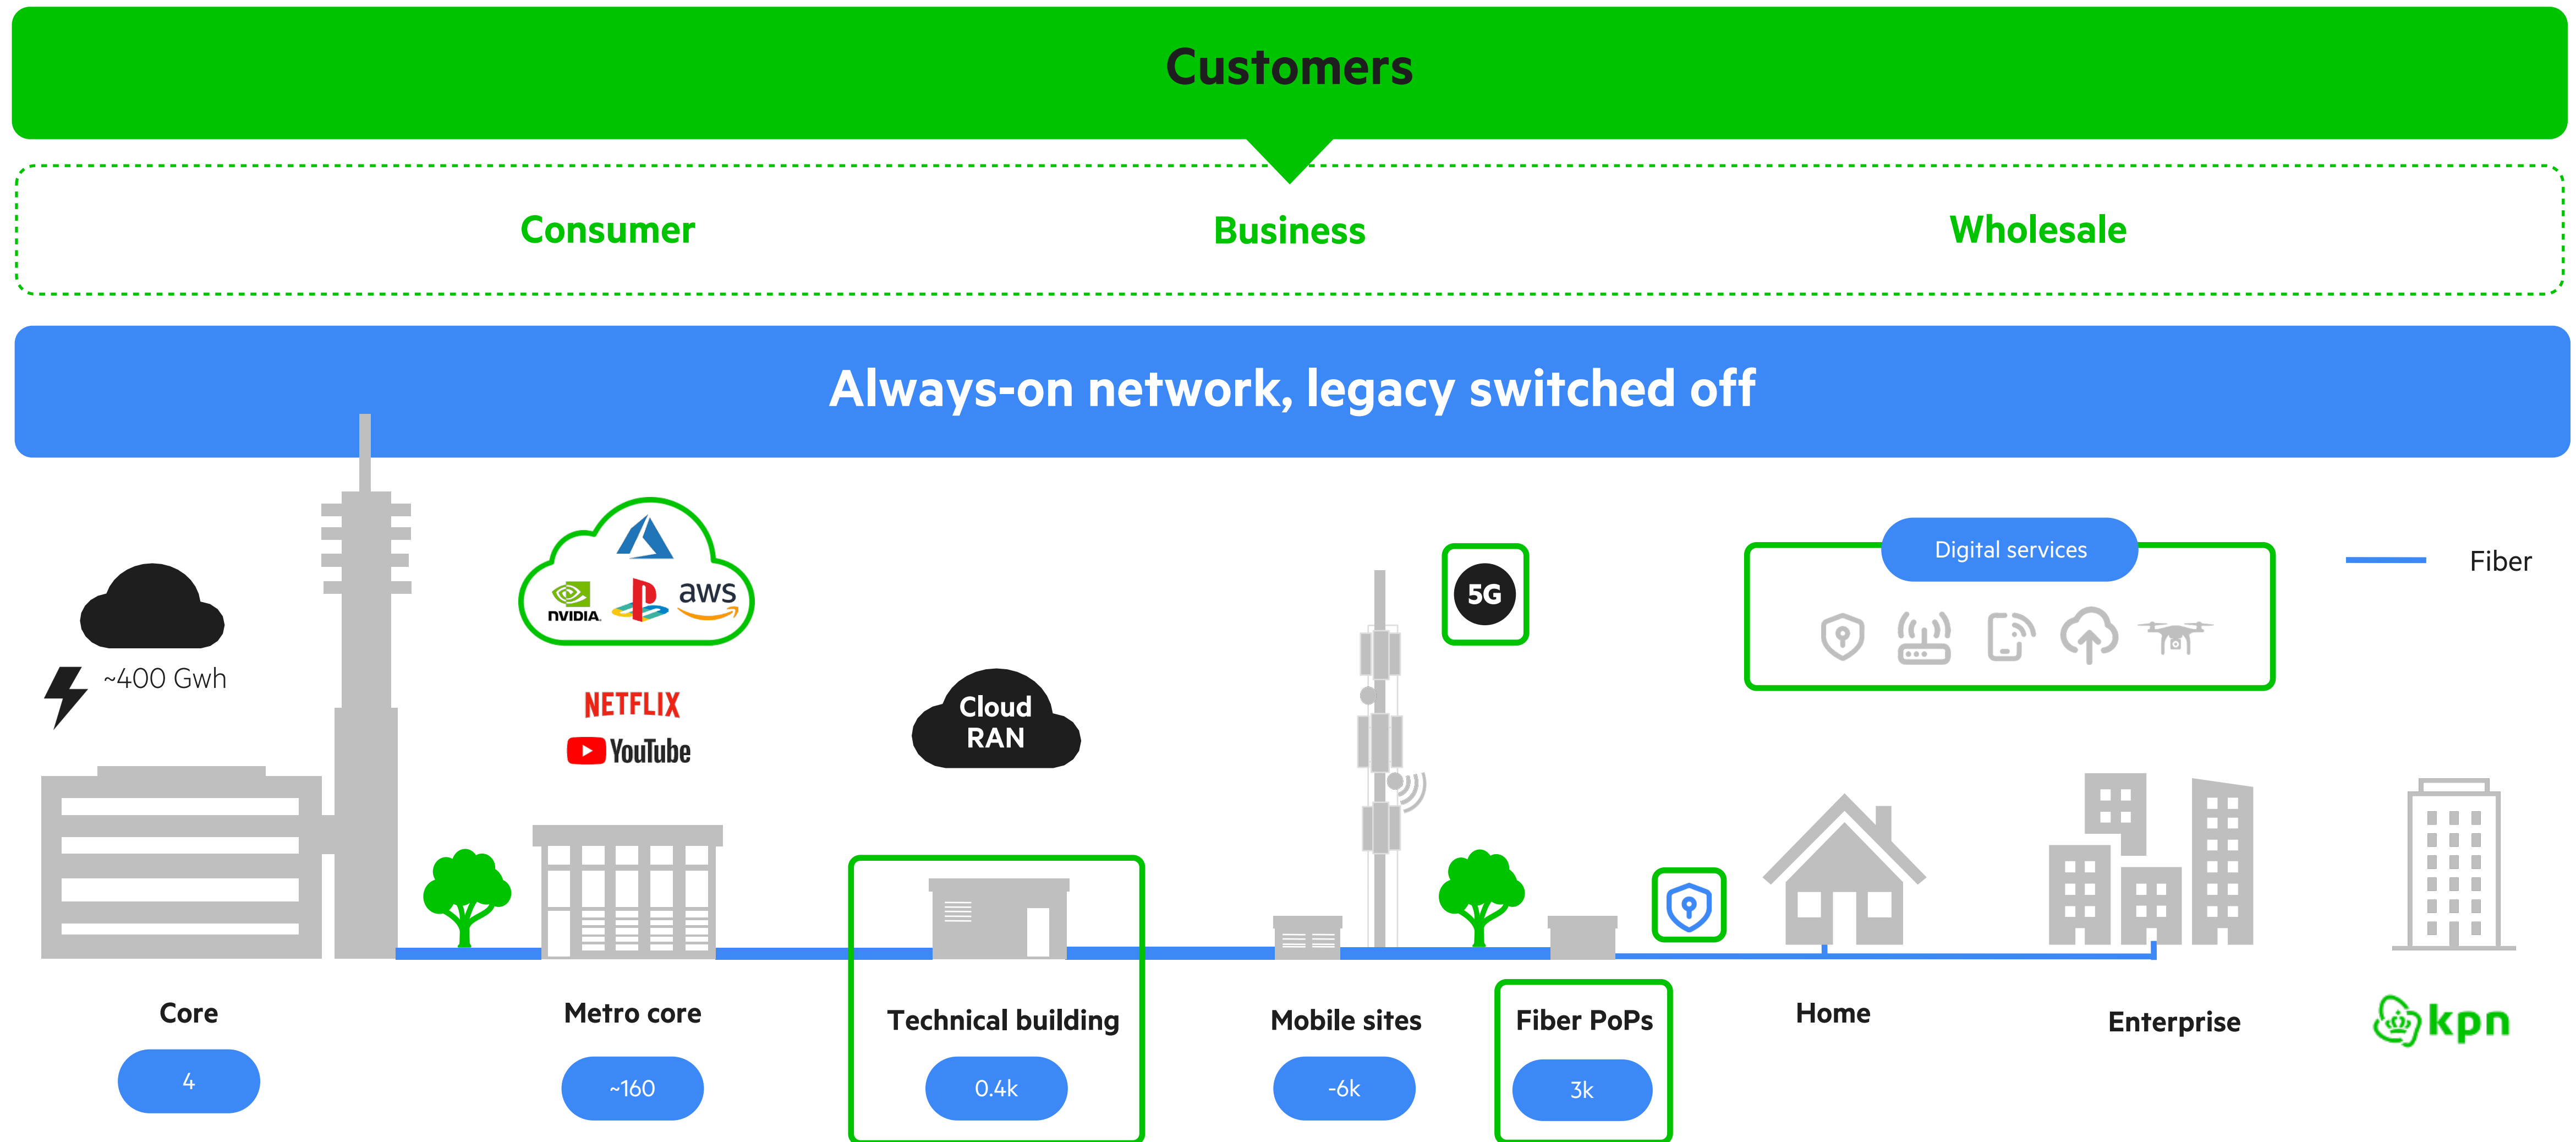 Customers
Consumer
Business
Wholesale
Always-on network, legacy switched off
~400 Gwh
NVIDIA.
aws
NETFLIX
YouTube
Cloud
RAN
5G
Digital services
Fiber
Core
4
Metro core
~160
Technical building
0.4k
Mobile sites
-6k
Fiber PoPs
3k
Home
Enterprise
kpn